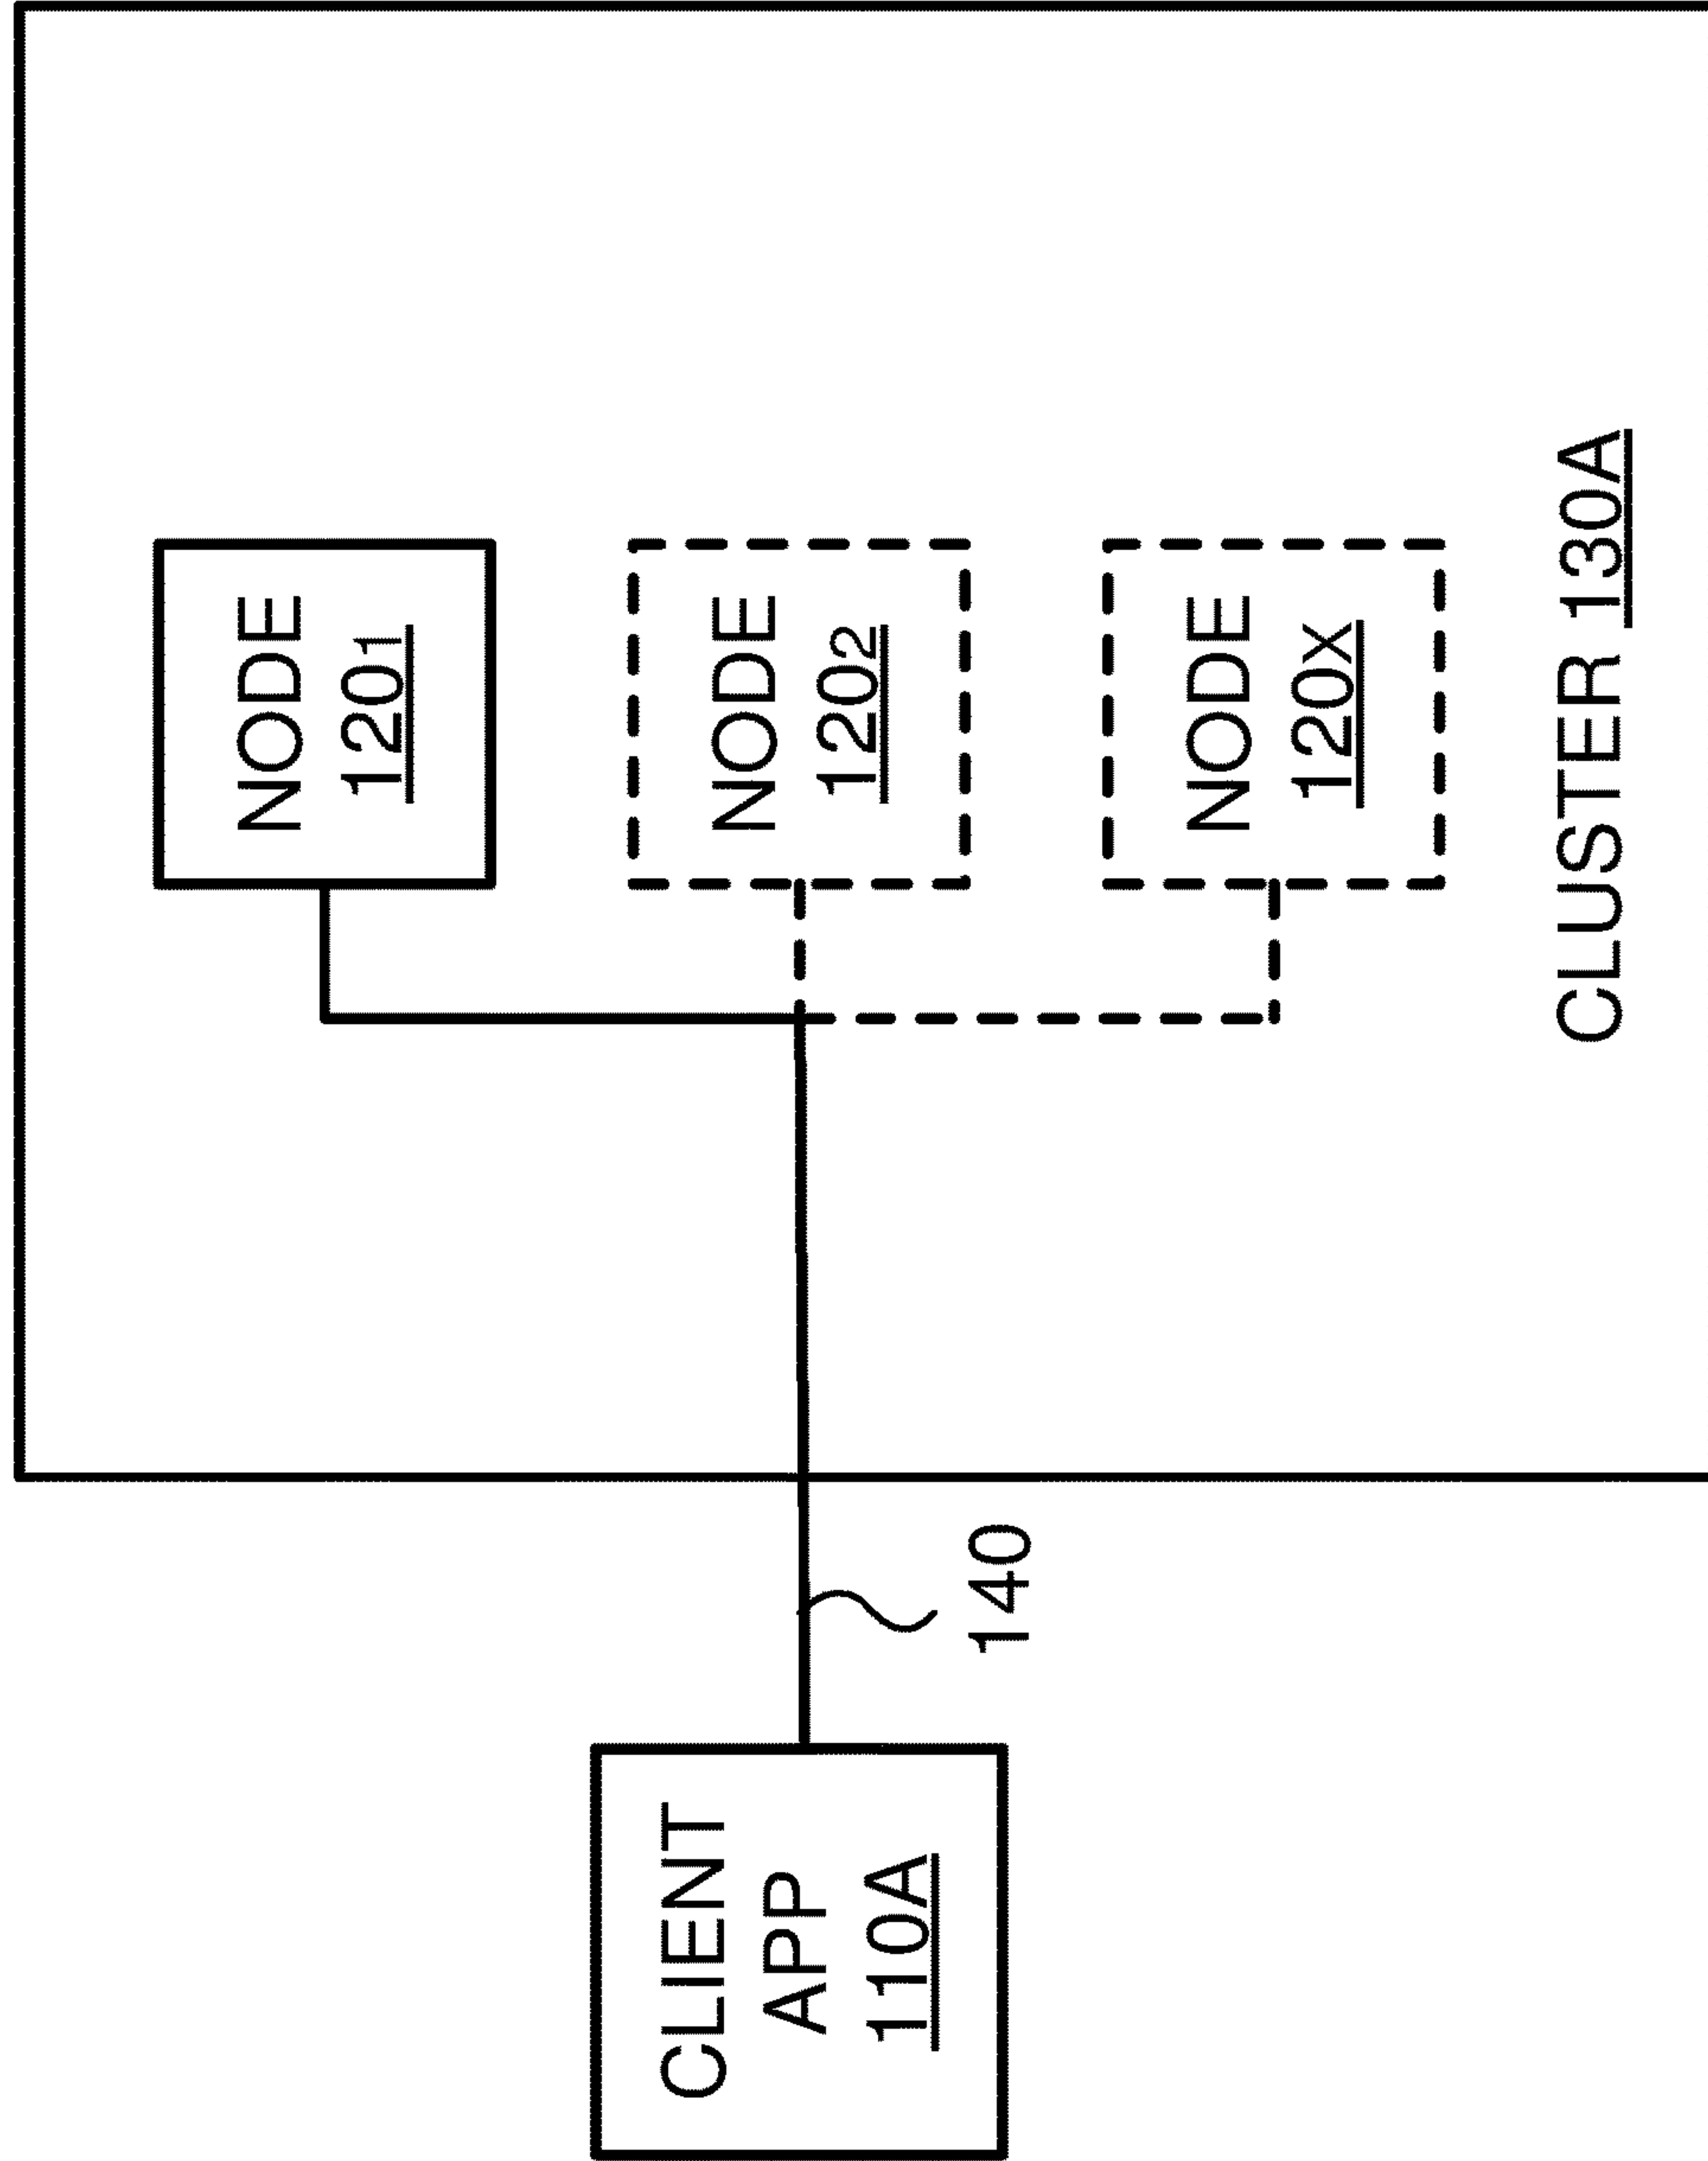 CLIENT
APP
110A
140
NODE
120₁
NODE
120₂
NODE
120X
CLUSTER 130A